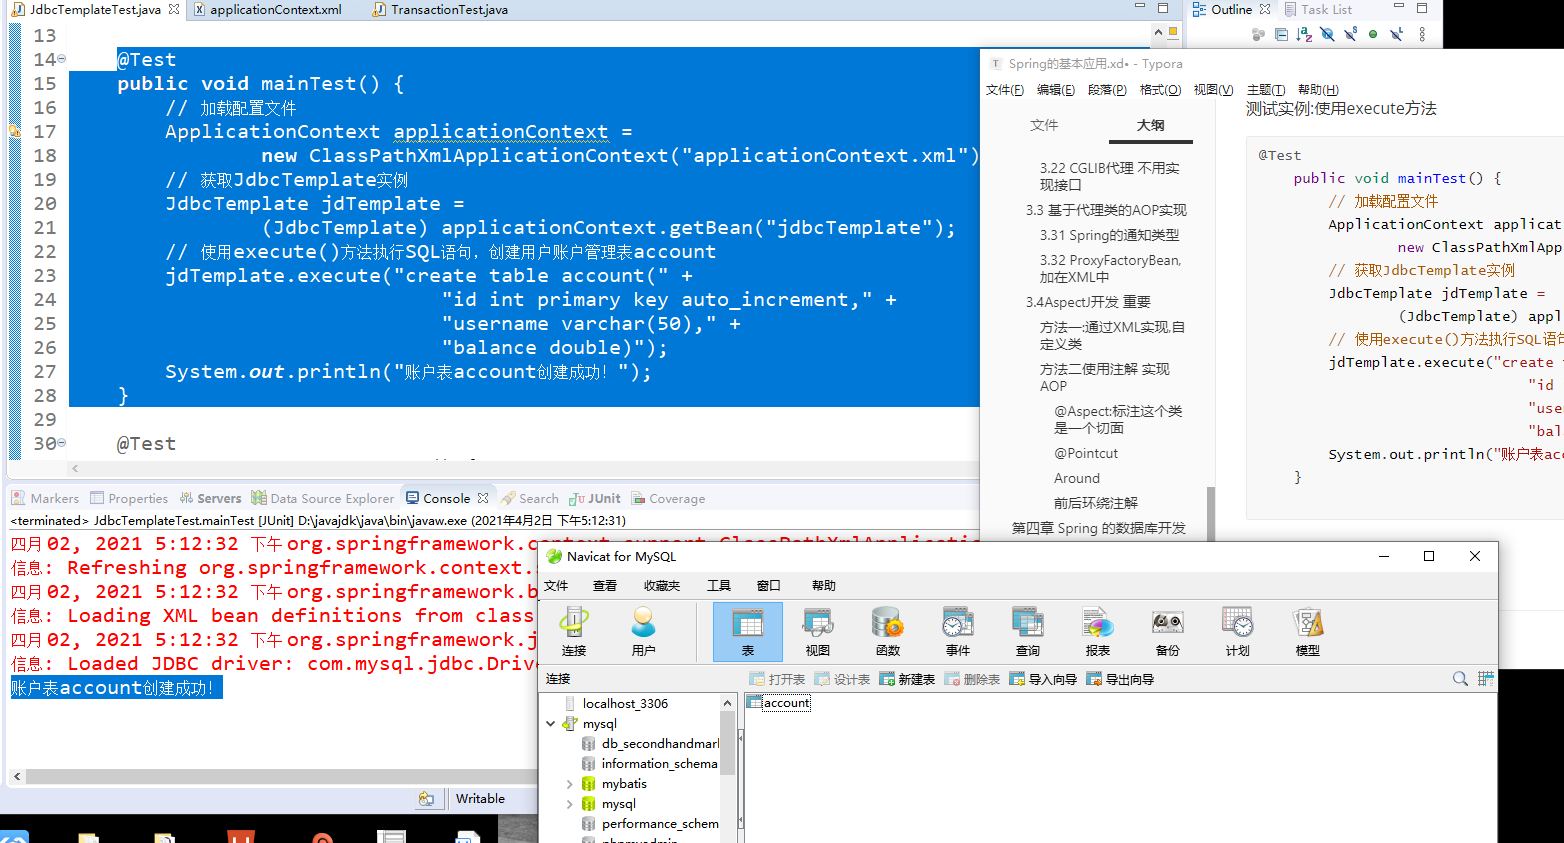 JdbcTemplateTest.java
applicationContext.xml
TransactionTest.java
13
14 @Test
15 public void mainTest() {
16 // 加载配置文件
17 ApplicationContext applicationContext =
18 new ClassPathXmlApplicationContext("applicationContext.xml")
19 // 获取JdbcTemplate实例
20 JdbcTemplate jdTemplate =
21 (JdbcTemplate) applicationContext.getBean("jdbcTemplate");
22 // 使用execute()方法执行SQL语句，创建用户账户管理表account
23 jdTemplate.execute("create table account(" +
24 "id int primary key auto_increment," +
25 "username varchar(50)," +
26 "balance double)");
27 System.out.println("账户表account创建成功！");
28 }
29
30 @Test
Outline
Task List
Spring的基本应用.xd• - Typora
文件(F) 编辑(E) 段落(P) 格式(O) 视图(V) 主题(T) 帮助(H)
文件 大纲
3.22 CGLIB代理 不用实
现接口
3.3 基于代理类的AOP实现
3.31 Spring的通知类型
3.32 ProxyFactoryBean,
加在XML中
3.4AspectJ开发 重要
方法一:通过XML实现,自
定义类
方法二使用注解 实现
AOP
@Aspect:标注这个类
是一个切面
@Pointcut
Around
前后环绕注解
第四章 Spring 的数据库开发
测试实例:使用execute方法
@Test
public void mainTest() {
// 加载配置文件
ApplicationContext applicat
new ClassPathXmlApp
// 获取JdbcTemplate实例
JdbcTemplate jdTemplate =
(JdbcTemplate) appl
// 使用execute()方法执行SQL语句
jdTemplate.execute("create t
"id
"use
"bal
System.out.println("账户表acc
}
Markers Properties Servers Data Source Explorer Console Search JUnit Coverage
<terminated> JdbcTemplateTest.mainTest [JUnit] D:\javajdk\java\bin\javaw.exe (2021年4月2日 下午5:12:31)
四月 02, 2021 5:12:32 下午 org.springframework.context.support.ClassPathXmlApplicatio
信息: Refreshing org.springframework.context.
四月 02, 2021 5:12:32 下午 org.springframework.b
信息: Loading XML bean definitions from class
四月 02, 2021 5:12:32 下午 org.springframework.j
信息: Loaded JDBC driver: com.mysql.jdbc.Drive
账户表account创建成功！
Writable
Navicat for MySQL
文件 查看 收藏夹 工具 窗口 帮助
连接 用户 表 视图 函数 事件 查询 报表 备份 计划 模型
连接
打开表 设计表 新建表 删除表 导入向导 导出向导
localhost_3306
mysql
db_secondhandmarl
information_schema
mybatis
mysql
performance_schem
account